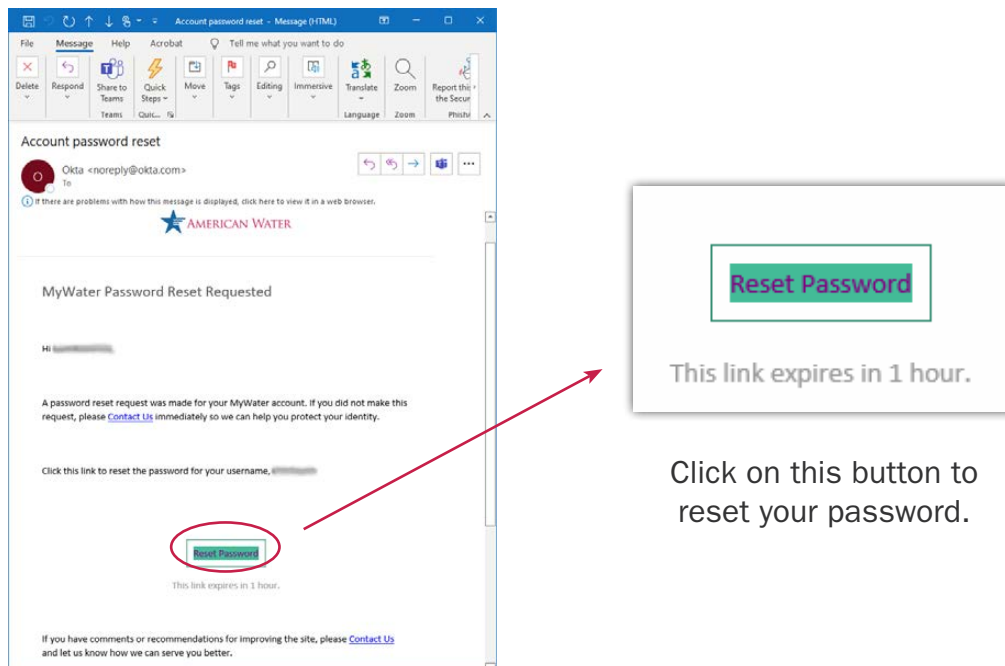 Account password reset - Message (HTML)
File Message Help Acrobat Tell me what you want to do
Delete Respond Share to Teams Quick Steps Move Tags Editing Immersive Translate Zoom Report this the Secur
Teams Quic... Language Zoom Phishi
Account password reset
O
Okta <noreply@okta.com>
To
If there are problems with how this message is displayed, click here to view it in a web browser.
AMERICAN WATER
MyWater Password Reset Requested
Hi
A password reset request was made for your MyWater account. If you did not make this
request, please Contact Us immediately so we can help you protect your identity.
Click this link to reset the password for your username,
Reset Password
This link expires in 1 hour.
If you have comments or recommendations for improving the site, please Contact Us
and let us know how we can serve you better.
Reset Password
This link expires in 1 hour.
Click on this button to
reset your password.